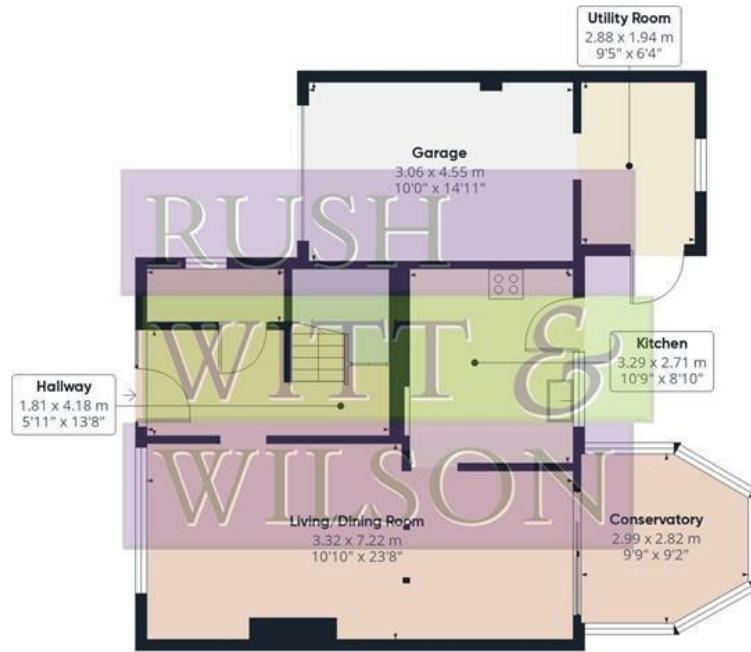 Utility Room
2.88 x 1.94 m
9'5" x 6'4"
Garage
3.06 x 4.55 m
10'0" x 14'11"
RUSH
WITT &
WILSON
Kitchen
3.29 x 2.71 m
10'9" x 8'10"
Hallway
1.81 x 4.18 m
5'11" x 13'8"
Living/Dining Room
3.32 x 7.22 m
10'10" x 23'8"
Conservatory
2.99 x 2.82 m
9'9" x 9'2"